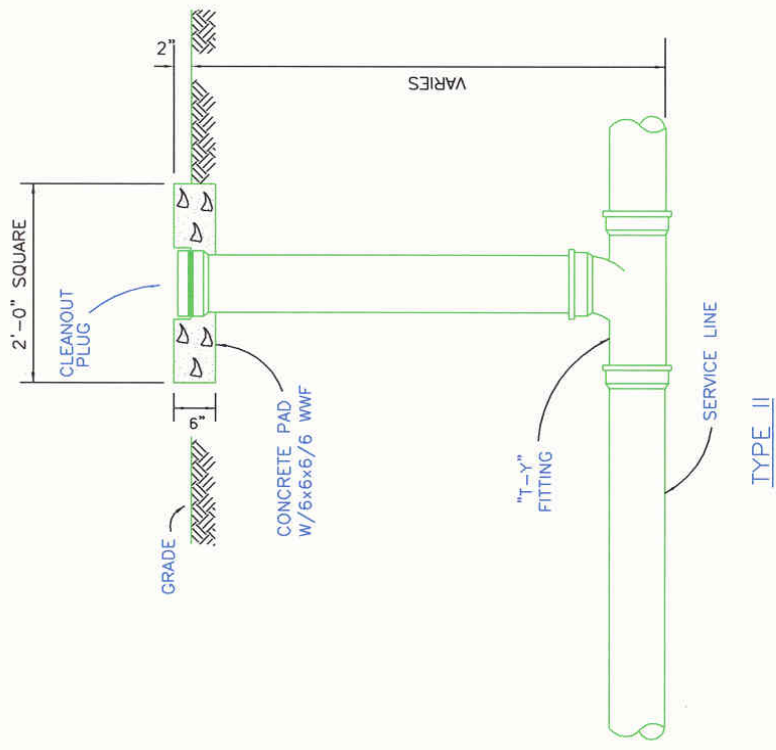 2'-0" SQUARE
2"
CLEANOUT
PLUG
VARIES
6"
GRADE
CONCRETE PAD
W/6x6x6/6 WWF
"T-Y"
FITTING
SERVICE LINE
TYPE II